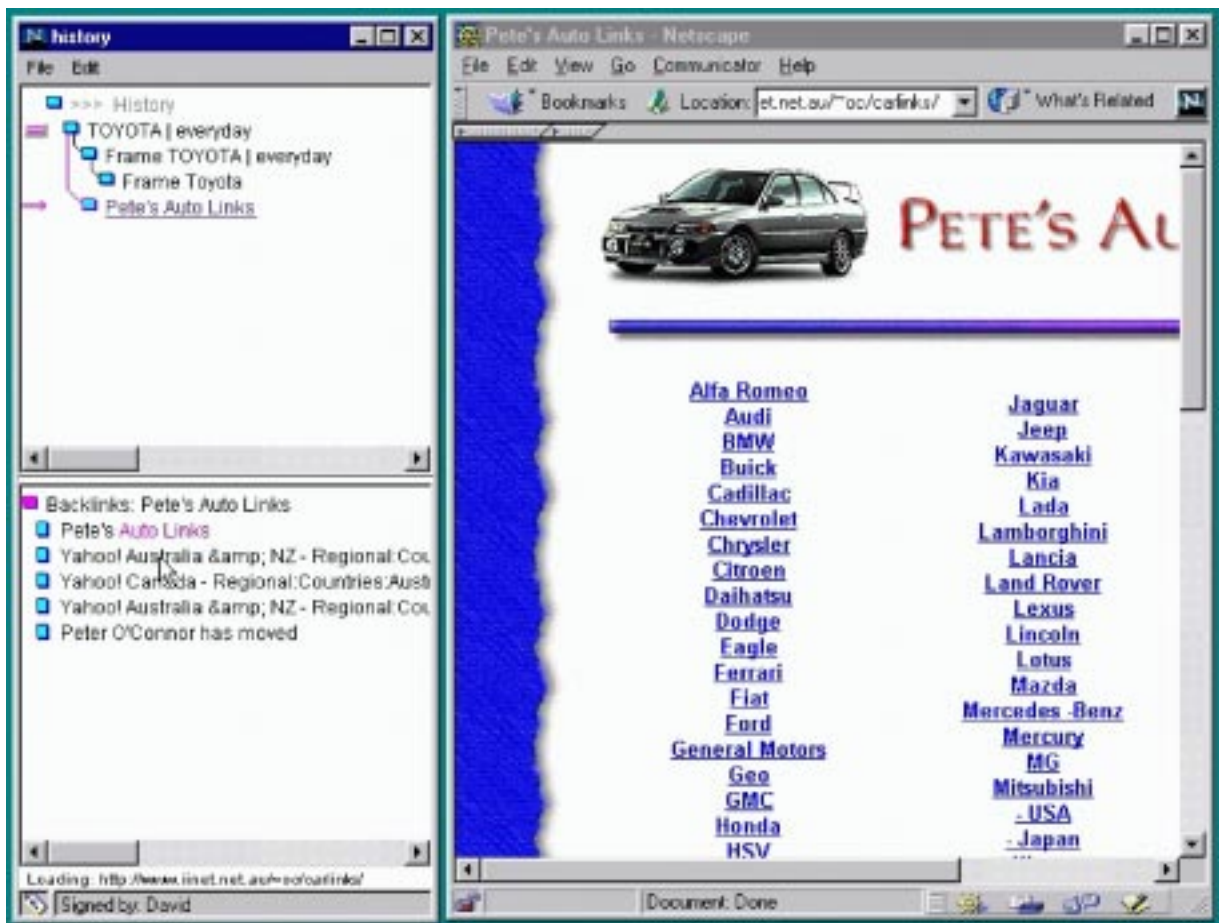 history
File Edit
>>> History
TOYOTA | everyday
Frame TOYOTA | everyday
Frame Toyota
Pete's Auto Links
Backlinks: Pete's Auto Links
Pete's Auto Links
Yahoo! Australia &amp; NZ - Regional:Cou
Yahoo! Canada - Regional:Countries:Aust
Yahoo! Australia &amp; NZ - Regional:Cou
Peter O'Connor has moved
Loading: http://www.iinet.net.au/~oc/carlinks/
Signed by: David
Pete's Auto Links - Netscape
File Edit View Go Communicator Help
Bookmarks Location: et.net.au/~oc/carlinks/ What's Related
PETE'S AU
Alfa Romeo
Audi
BMW
Buick
Cadillac
Chevrolet
Chrysler
Citroen
Daihatsu
Dodge
Eagle
Ferrari
Fiat
Ford
General Motors
Geo
GMC
Honda
HSV
Jaguar
Jeep
Kawasaki
Kia
Lada
Lamborghini
Lancia
Land Rover
Lexus
Lincoln
Lotus
Mazda
Mercedes -Benz
Mercury
MG
Mitsubishi
- USA
- Japan
Document: Done